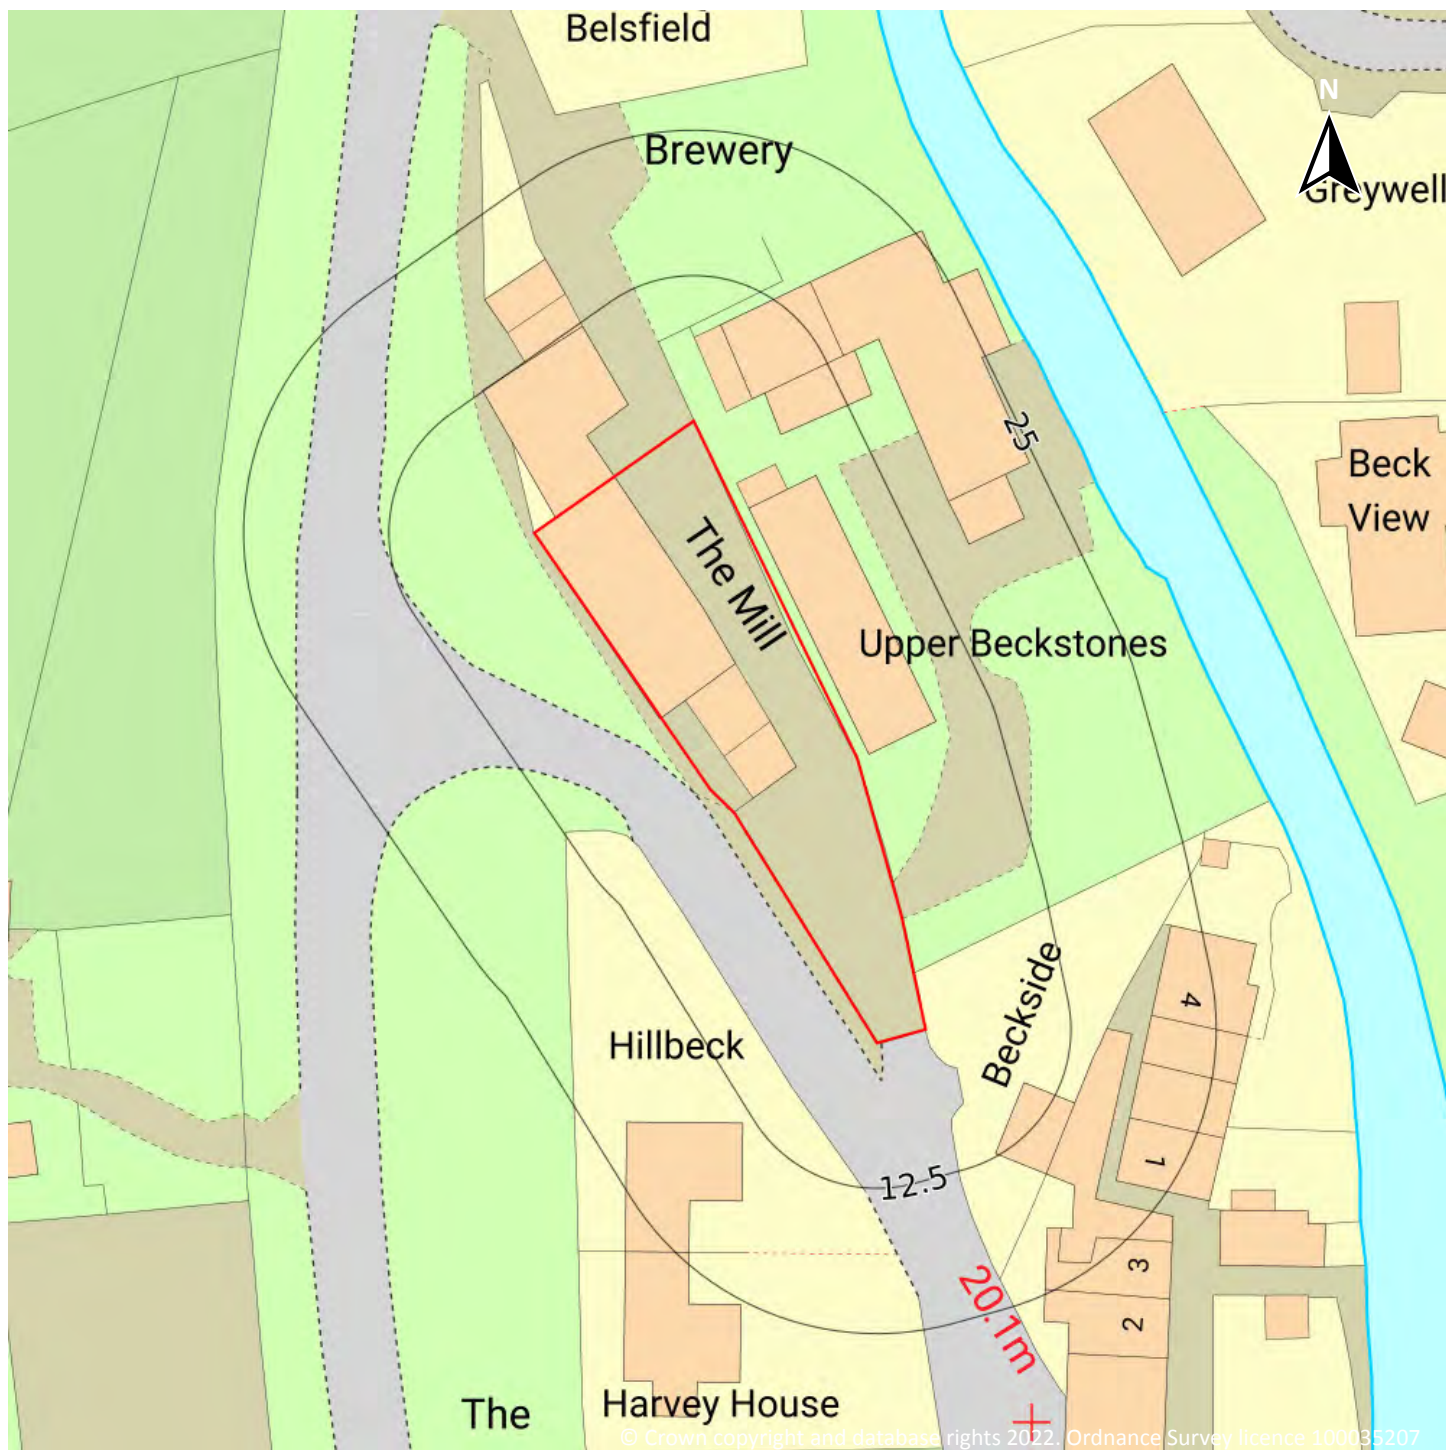 Belsfield
N
Brewery
Greywell
25
Beck
View
The Mill
Upper Beckstones
Beckside
4
Hillbeck
1
12.5
3
20.1m
2
The
Harvey House
© Crown copyright and database rights 2022. Ordnance Survey licence 100035207